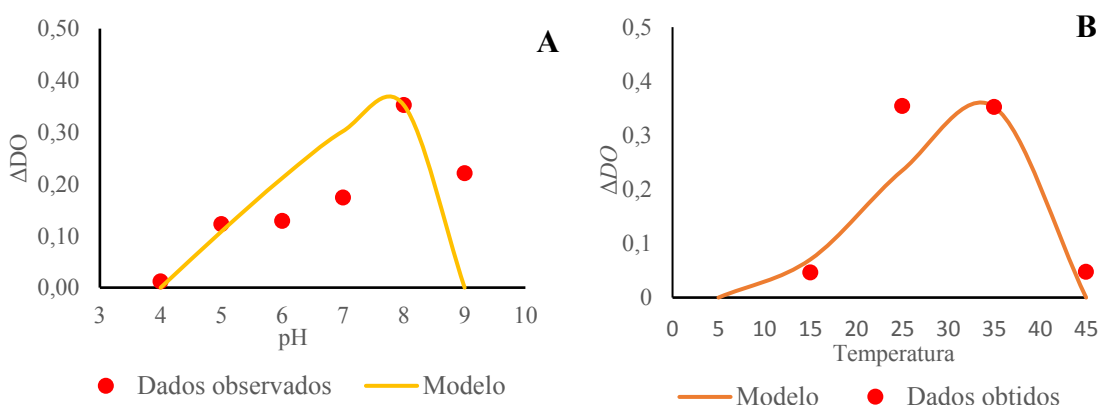 A
0,50
0,40
0,30
0,20
0,10
0,00
ΔDO
3 4 5 6 7 8 9 10
pH
Dados observados Modelo
B
0,5
0,4
0,3
0,2
0,1
0
ΔDO
0 5 10 15 20 25 30 35 40 45
Temperatura
Modelo Dados obtidos